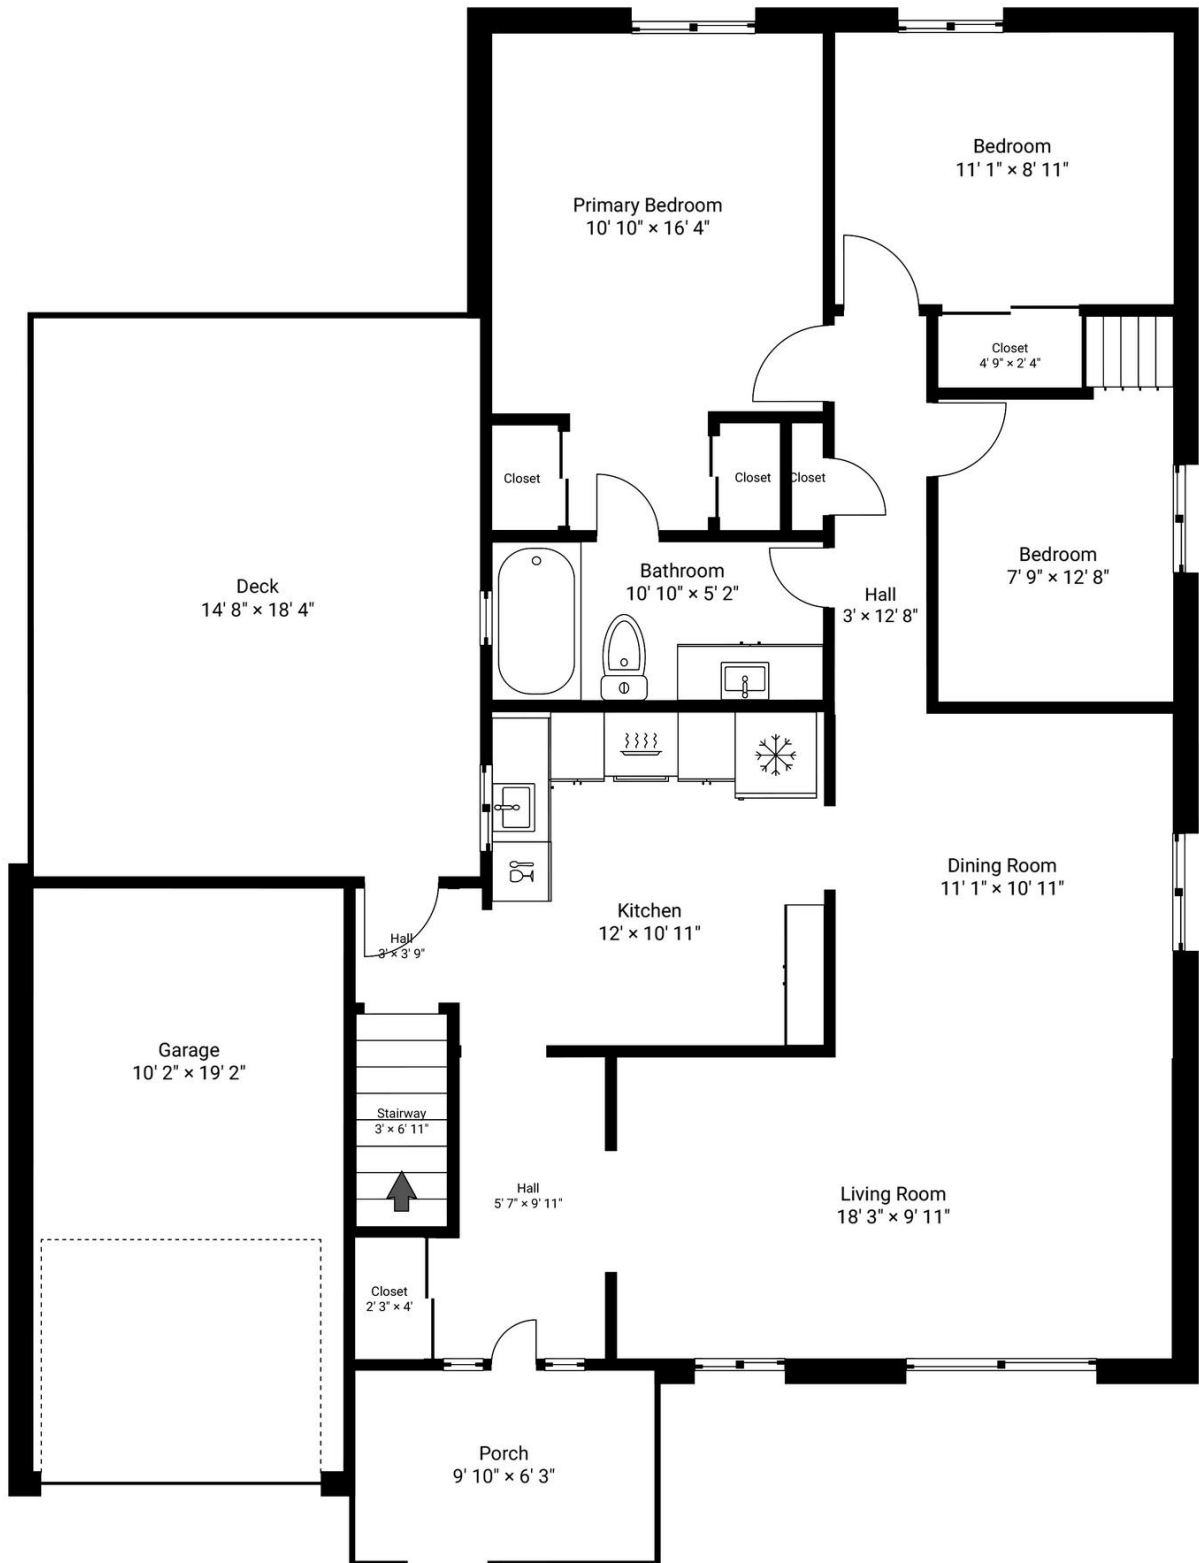 Bedroom
11' 1" × 8' 11"
Primary Bedroom
10' 10" × 16' 4"
Closet
4' 9" × 2' 4"
Closet
Closet
Closet
Bedroom
7' 9" × 12' 8"
Bathroom
10' 10" × 5' 2"
Deck
14' 8" × 18' 4"
Hall
3' × 12' 8"
Dining Room
11' 1" × 10' 11"
Kitchen
12' × 10' 11"
Hall
3' × 3' 9"
Garage
10' 2" × 19' 2"
Stairway
3' × 6' 11"
Hall
5' 7" × 9' 11"
Living Room
18' 3" × 9' 11"
Closet
2' 3" × 4'
Porch
9' 10" × 6' 3"